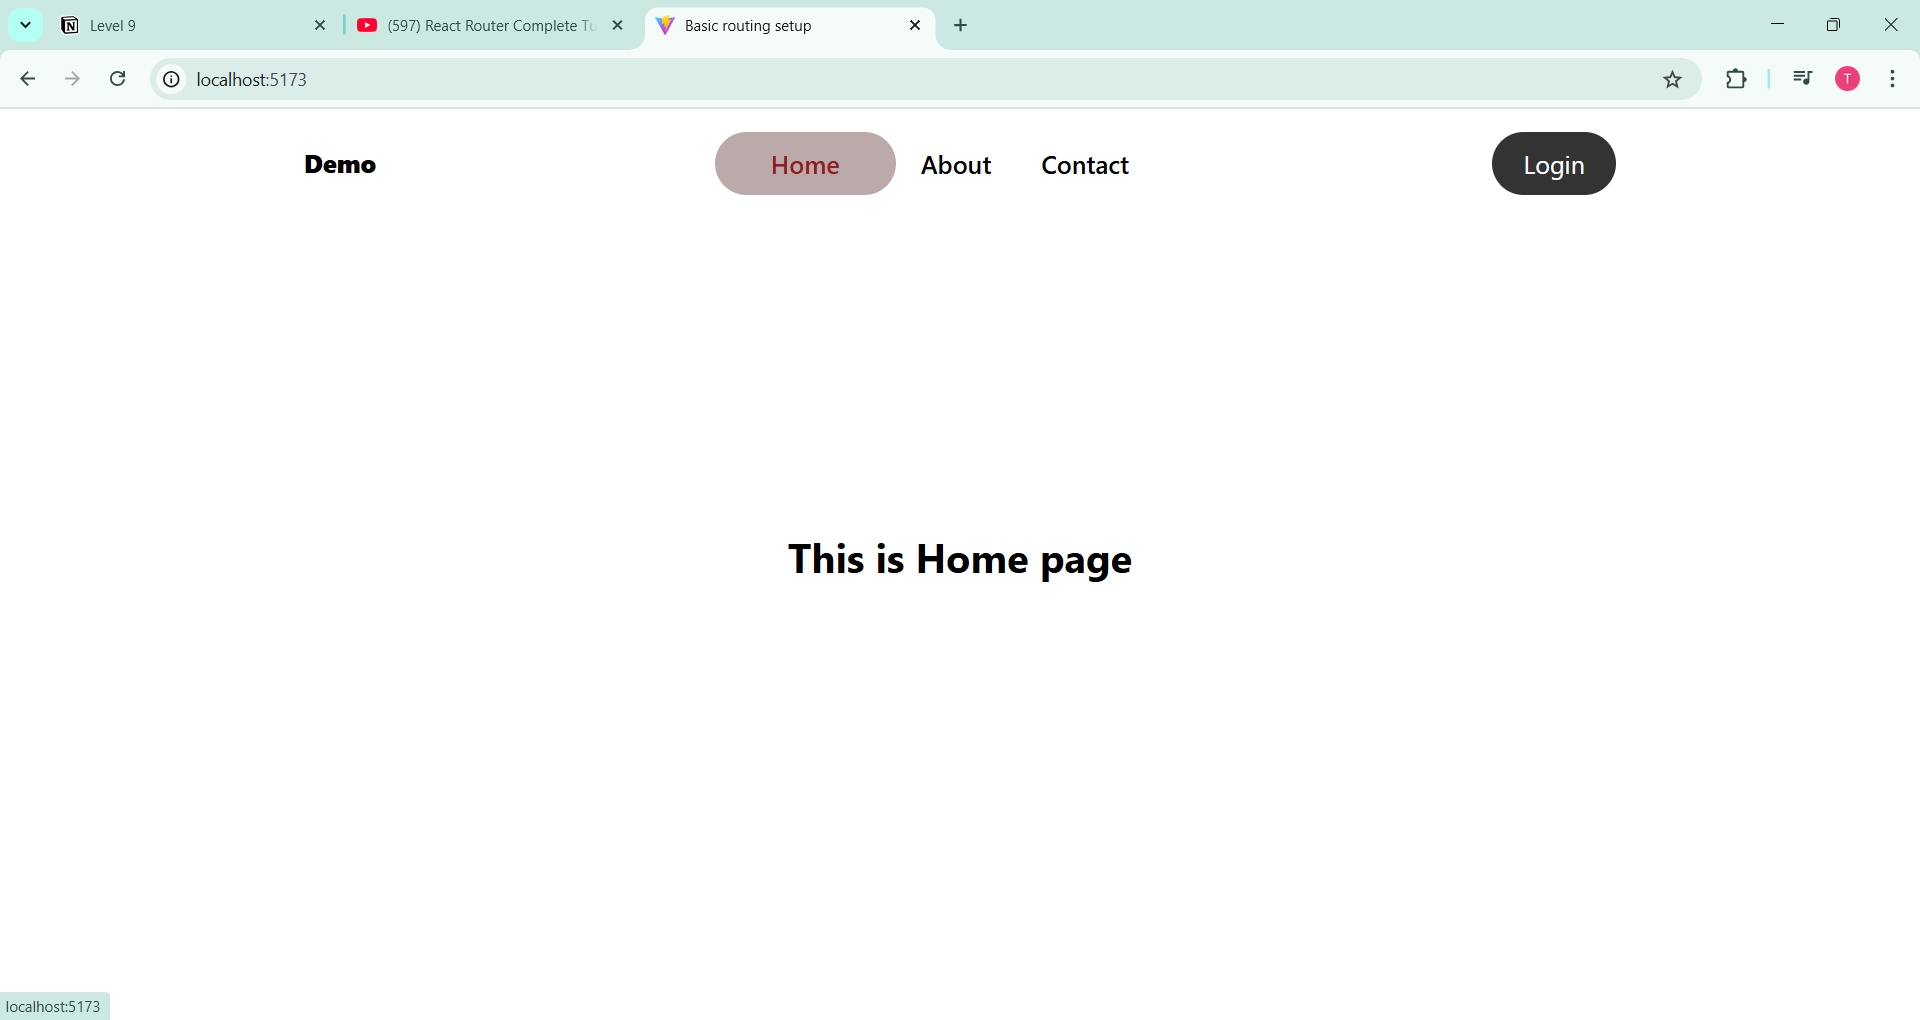 Level 9
(597) React Router Complete Tu
Basic routing setup
localhost:5173
T
Demo
Home
About
Contact
Login
This is Home page
localhost:5173